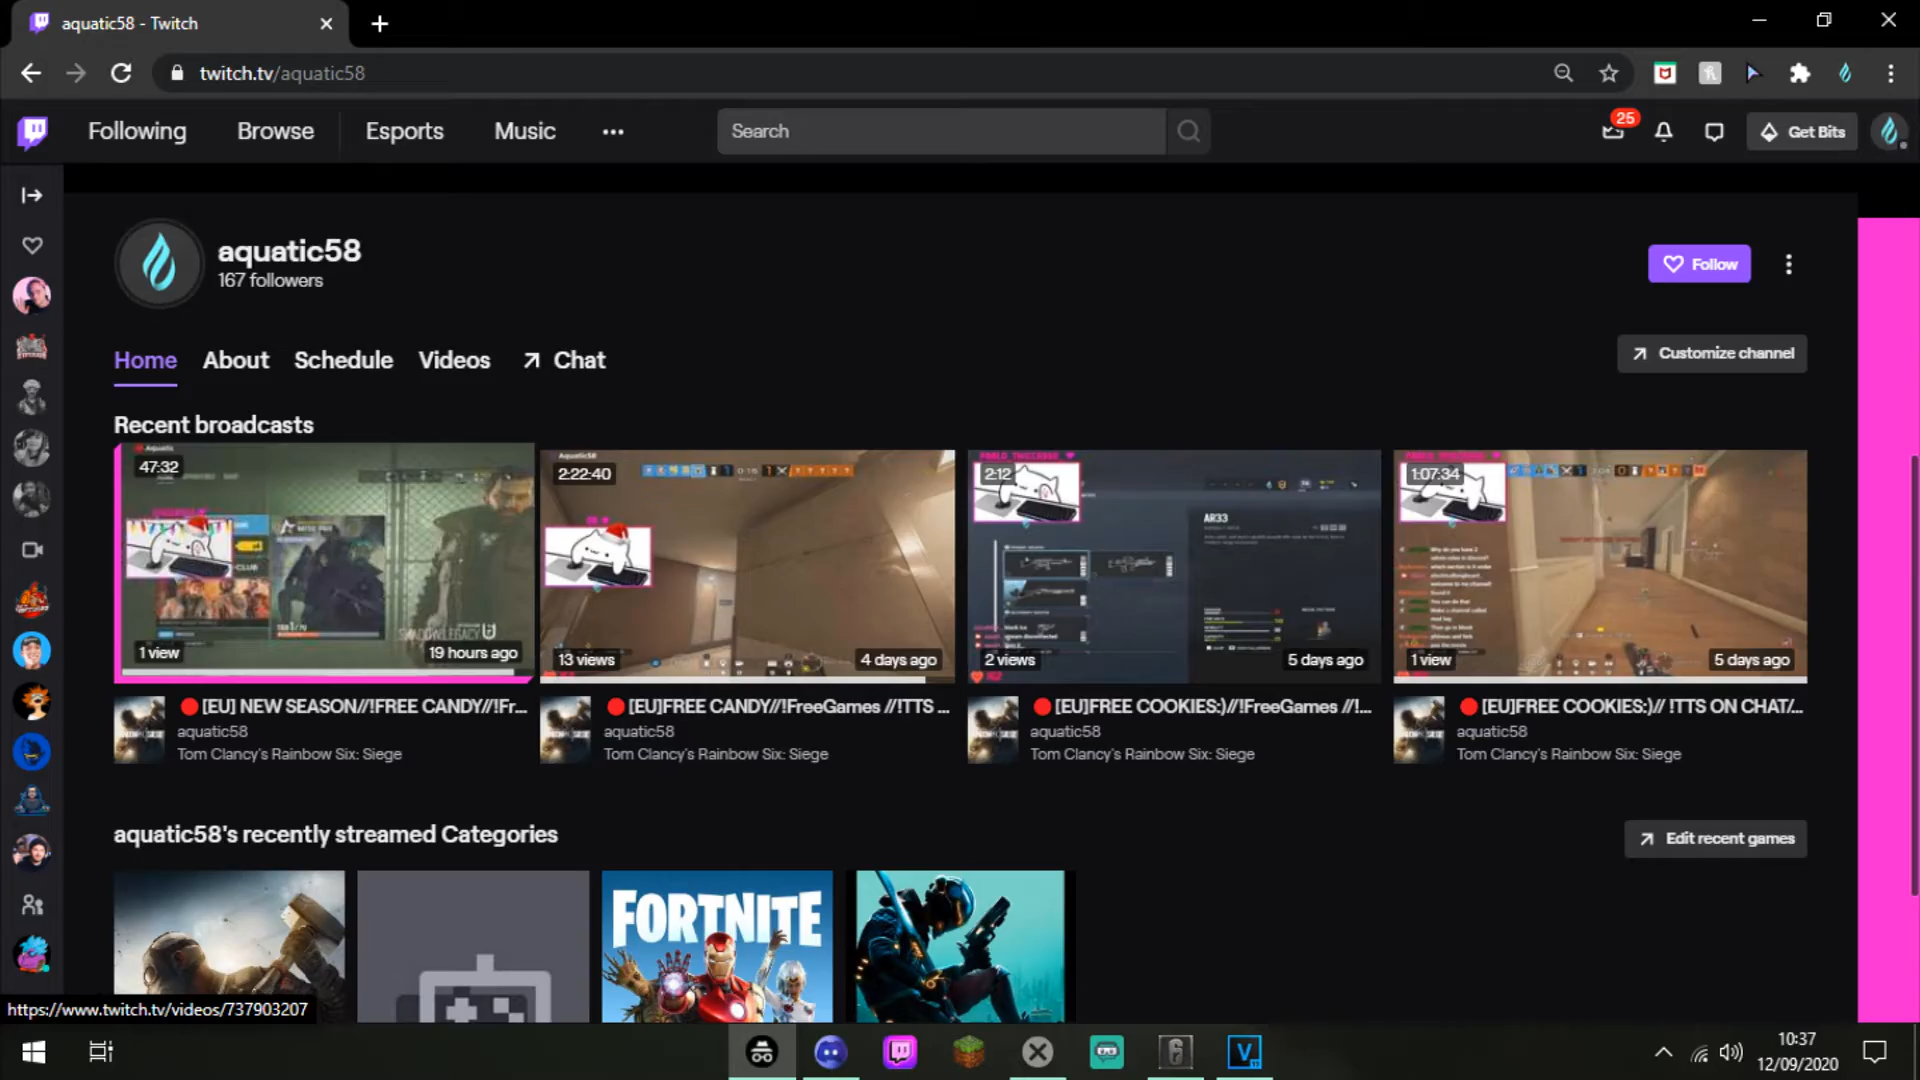 aquatic58 - Twitch
twitch.tv/aquatic58
Following
Browse
Esports
Music
Search
25
Get Bits
aquatic58
167 followers
Follow
Home
About
Schedule
Videos
Chat
Customize channel
Recent broadcasts
47:32
1 view
19 hours ago
Aquatic58
2:22:40
13 views
4 days ago
2:12
AR33
2 views
5 days ago
1:07:34
1 view
5 days ago
[EU] NEW SEASON//!FREE CANDY//!Fr...
aquatic58
Tom Clancy's Rainbow Six: Siege
[EU]FREE CANDY//!FreeGames //!TTS ...
aquatic58
Tom Clancy's Rainbow Six: Siege
[EU]FREE COOKIES:)//!FreeGames //!...
aquatic58
Tom Clancy's Rainbow Six: Siege
[EU]FREE COOKIES:)// !TTS ON CHAT/...
aquatic58
Tom Clancy's Rainbow Six: Siege
aquatic58's recently streamed Categories
Edit recent games
FORTNITE
https://www.twitch.tv/videos/737903207
10:37
12/09/2020